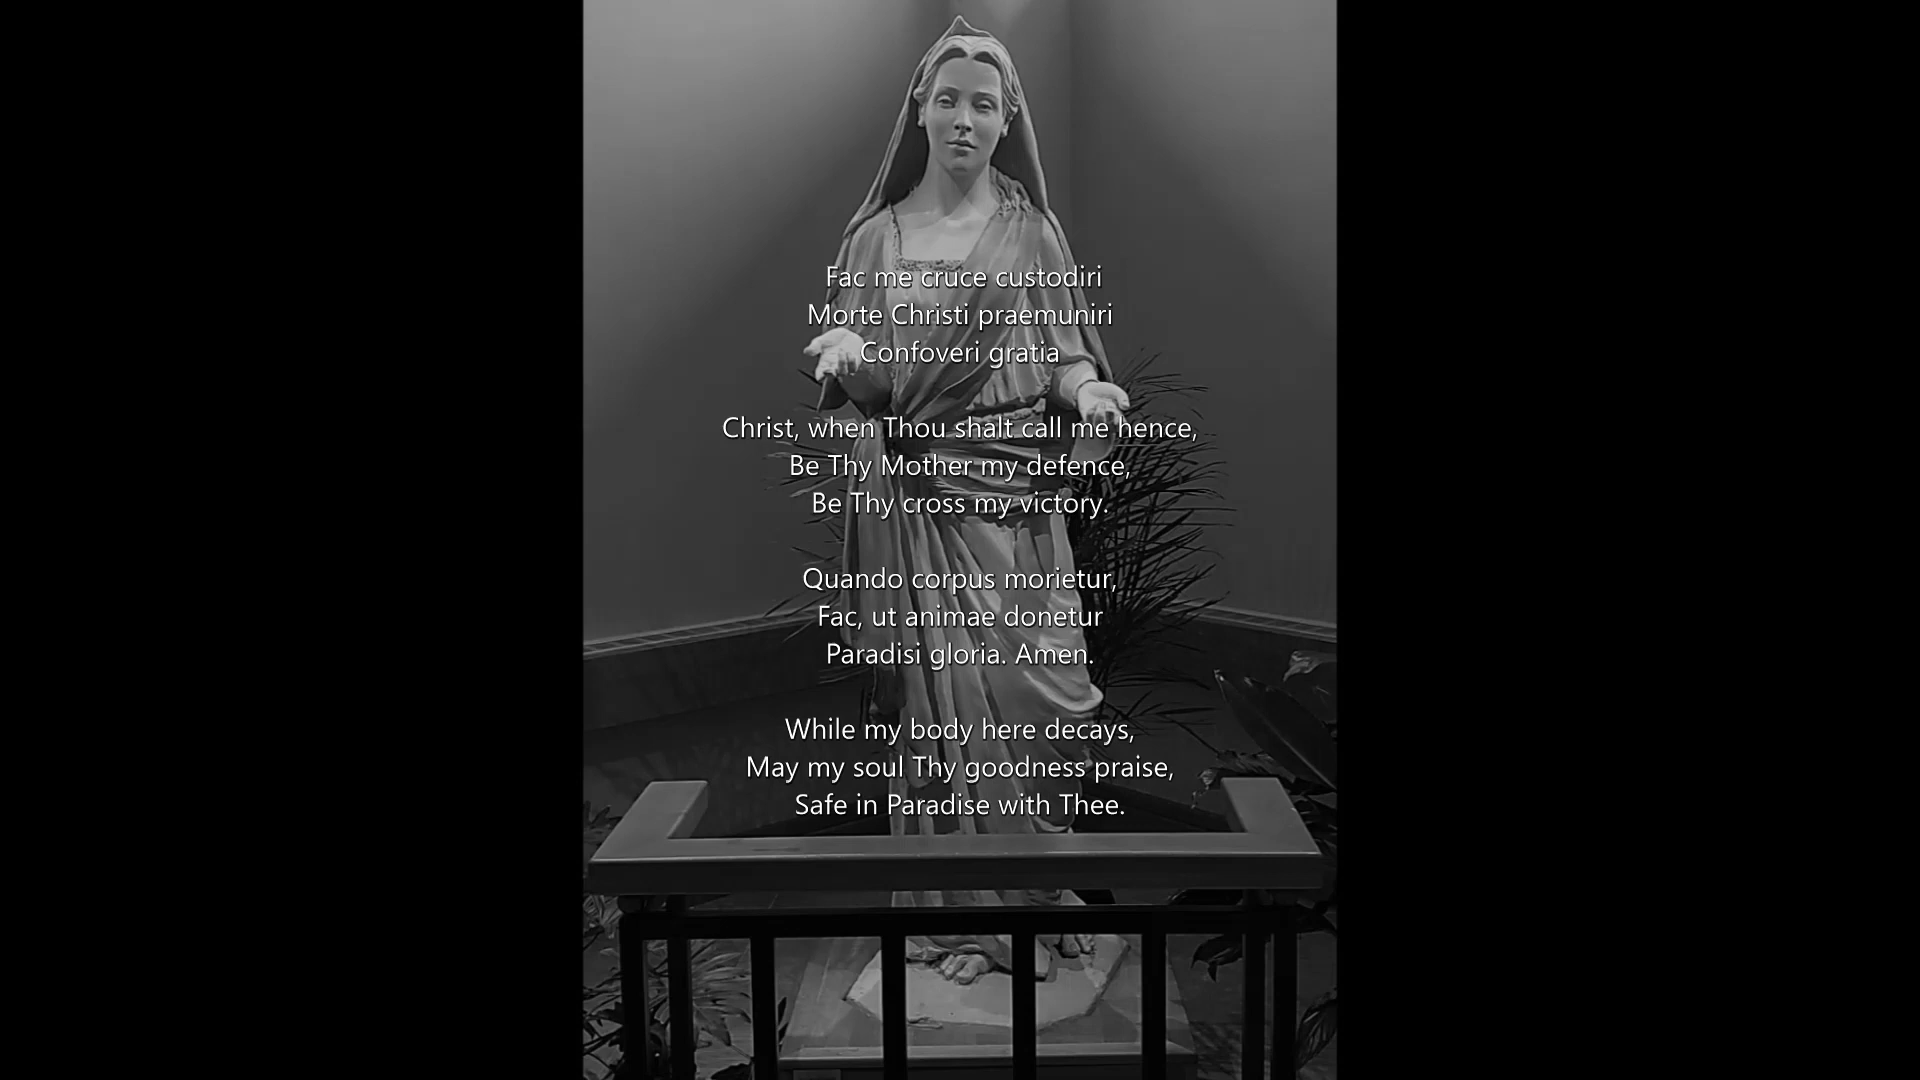 Fac me cruce custodiri
Morte Christi praemuniri
Confoveri gratia
Christ, when Thou shalt call me hence,
Be Thy Mother my defence,
Be Thy cross my victory.
Quando corpus morietur,
Fac, ut animae donetur
Paradisi gloria. Amen.
While my body here decays,
May my soul Thy goodness praise,
Safe in Paradise with Thee.